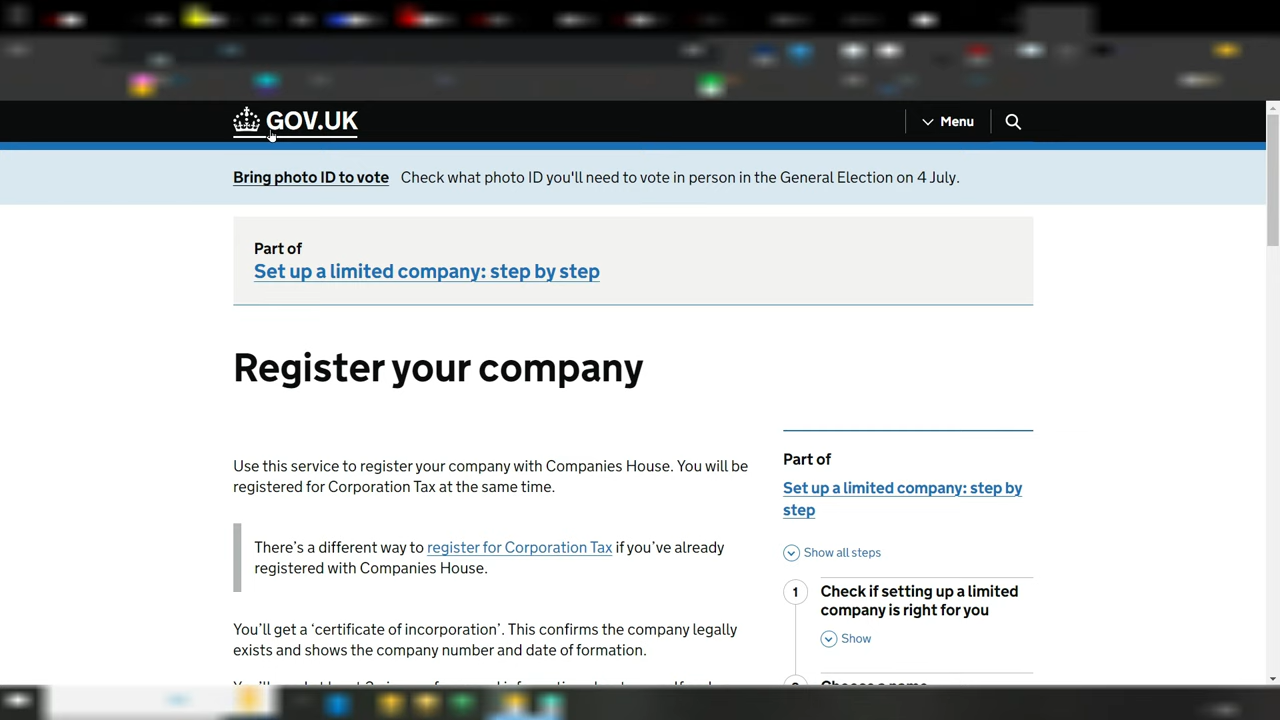 GOV.UK
Menu
Bring photo ID to vote Check what photo ID you'll need to vote in person in the General Election on 4 July.
Part of
Set up a limited company: step by step
Register your company
Use this service to register your company with Companies House. You will be
registered for Corporation Tax at the same time.
There's a different way to register for Corporation Tax if you've already
registered with Companies House.
You'll get a ‘certificate of incorporation’. This confirms the company legally
exists and shows the company number and date of formation.
Part of
Set up a limited company: step by
step
Show all steps
1 Check if setting up a limited
company is right for you
Show